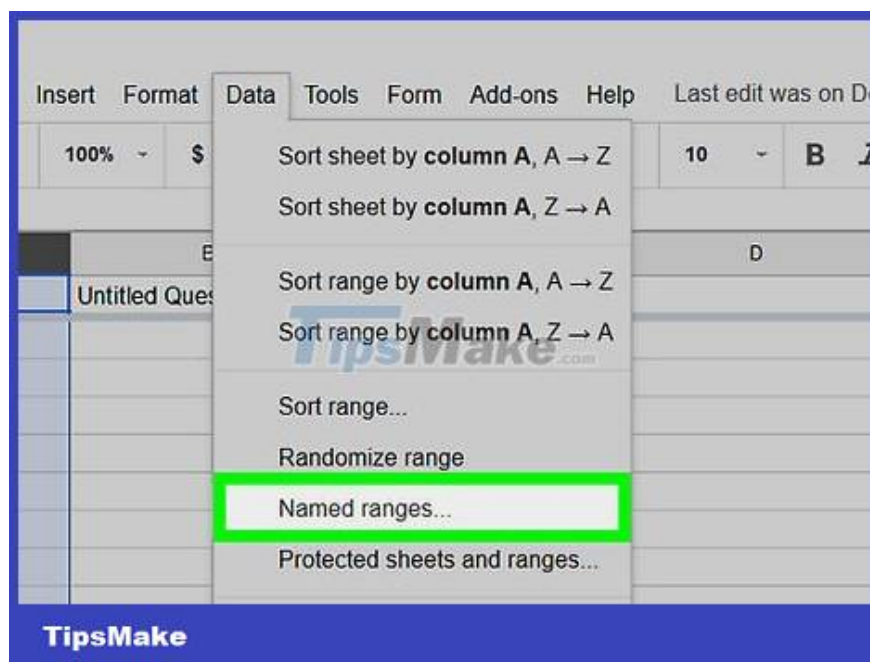 Insert Format Data Tools Form Add-ons Help Last edit was on De
100% $ 10 B I
Sort sheet by column A, A → Z
Sort sheet by column A, Z → A
D
Sort range by column A, A → Z
Untitled Ques
Sort range by column A, Z → A
TipsMake.com
Sort range...
Randomize range
Named ranges...
Protected sheets and ranges...
TipsMake